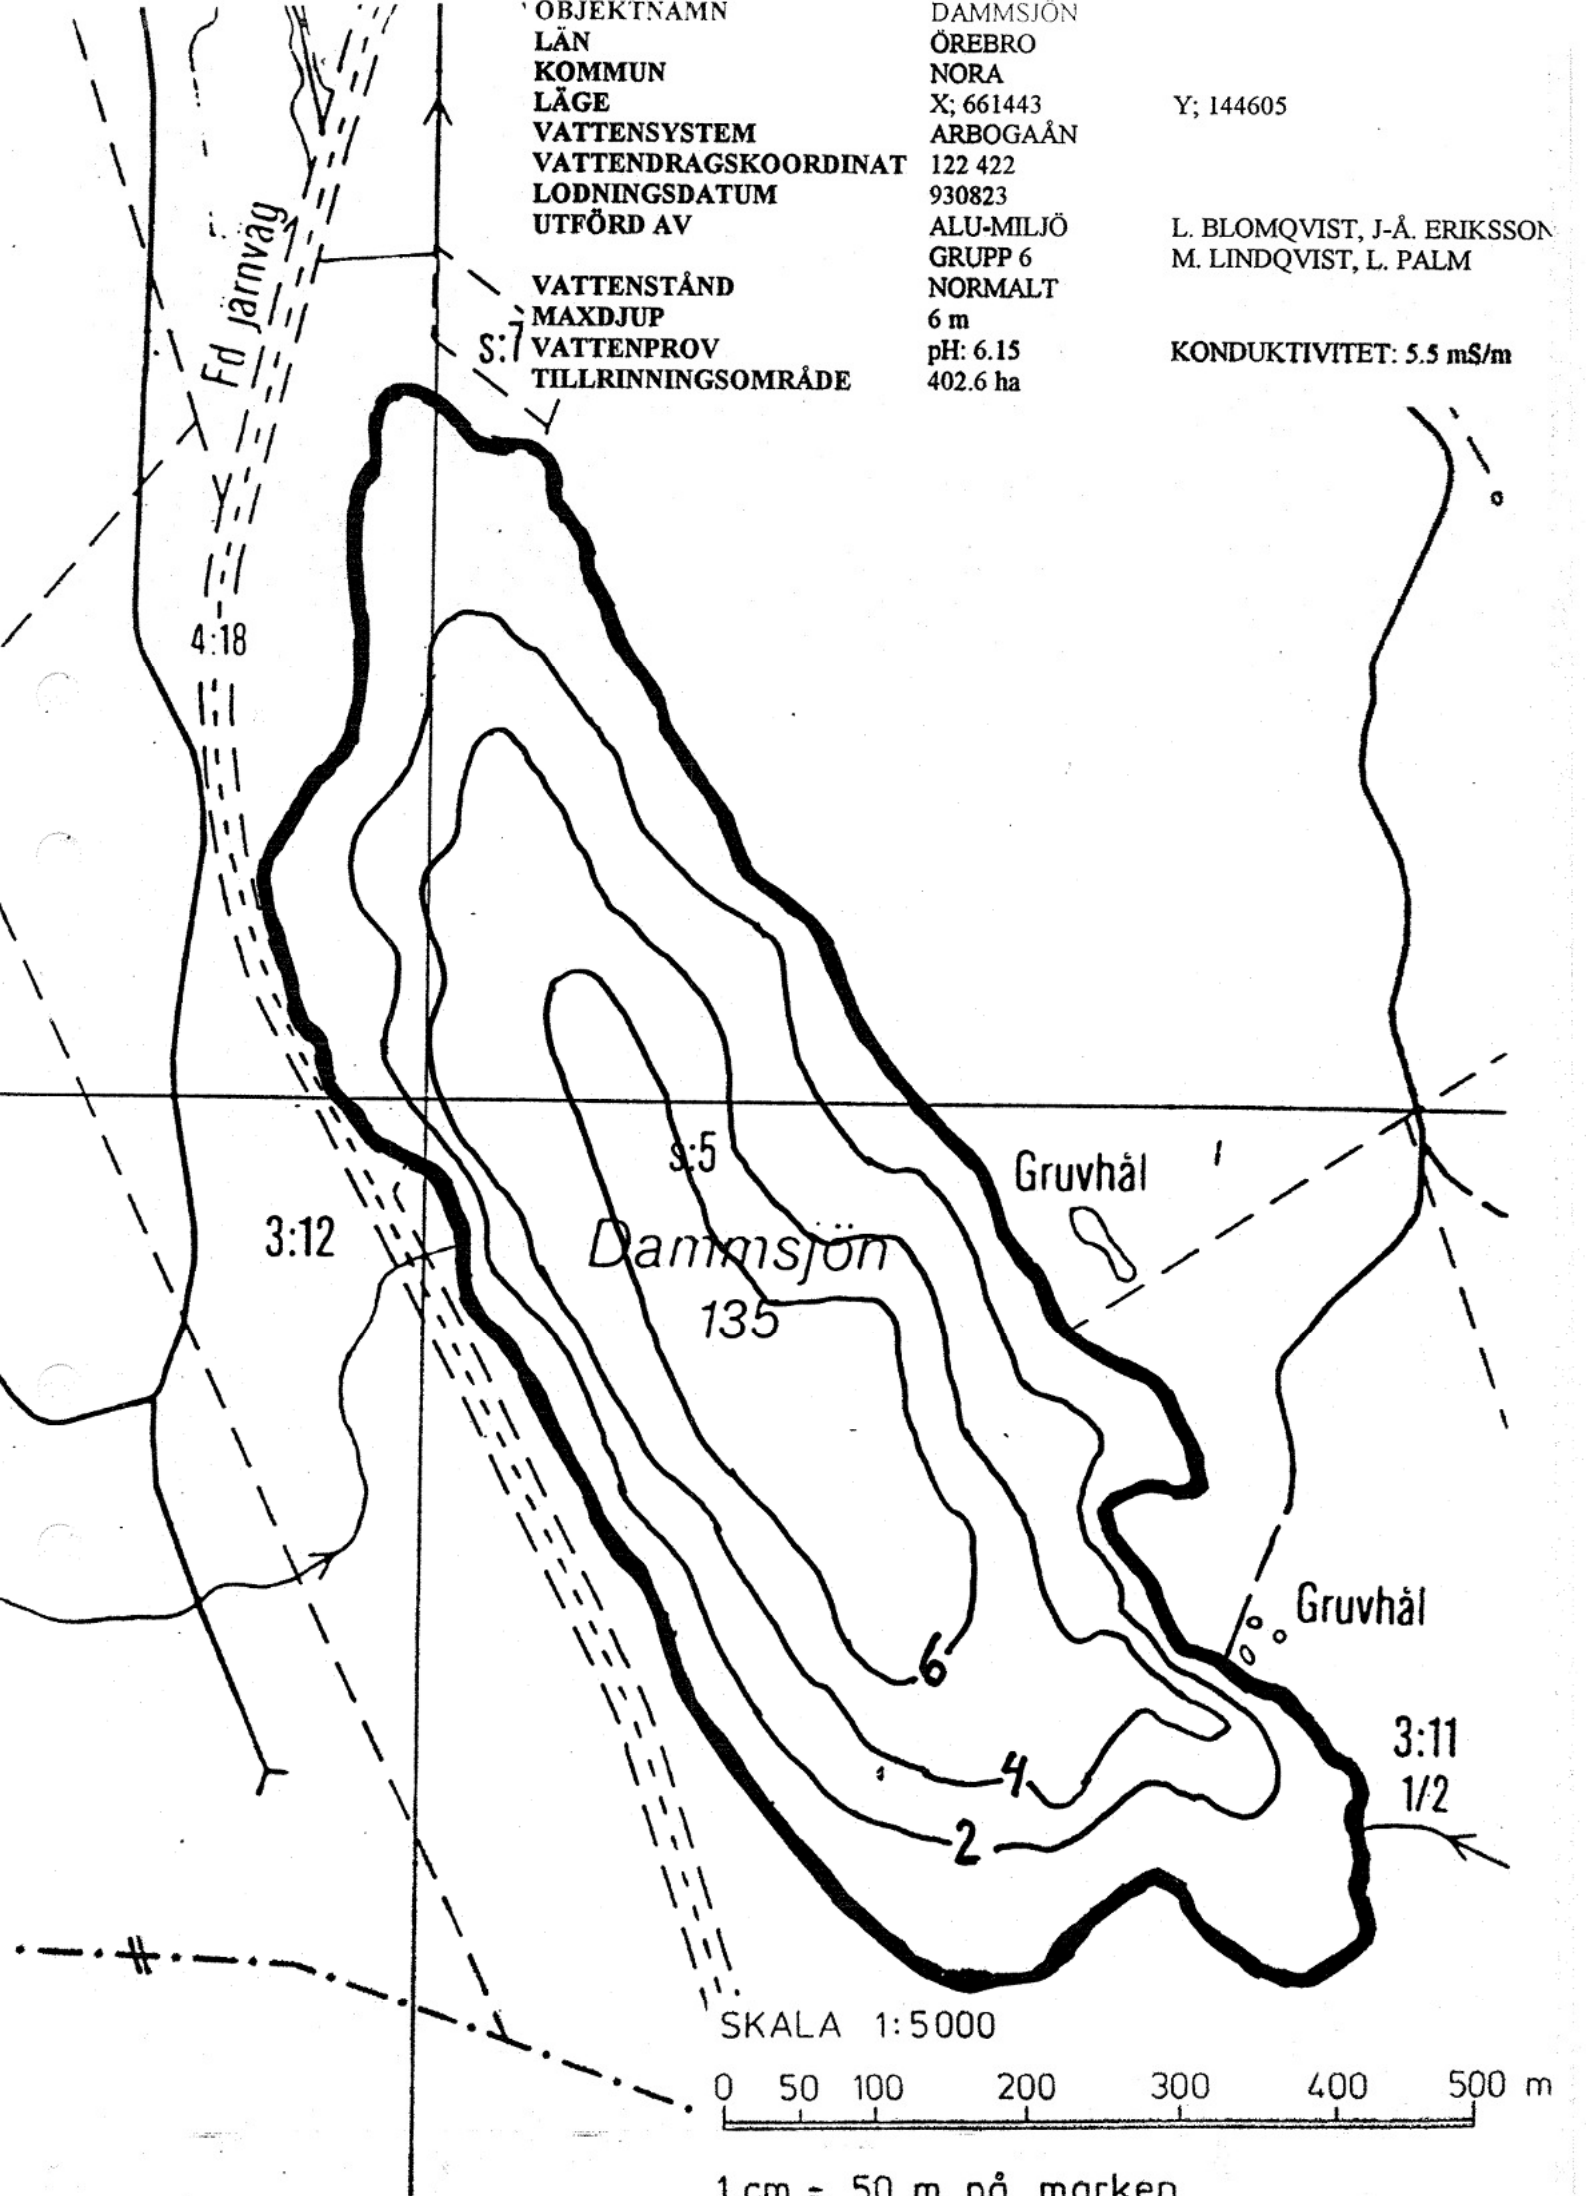 OBJEKTNAMN DAMMSJÖN
LÄN ÖREBRO
KOMMUN NORA
LÄGE X; 661443 Y; 144605
VATTENSYSTEM ARBOGAÅN
VATTENDRAGSKOORDINAT 122 422
LODNINGSDATUM 930823
UTFÖRD AV ALU-MILJÖ L. BLOMQVIST, J-Å. ERIKSSON
GRUPP 6 M. LINDQVIST, L. PALM
VATTENSTÅND NORMALT
MAXDJUP 6 m
VATTENPROV pH: 6.15 KONDUKTIVITET: 5.5 mS/m
TILLRINNINGSOMRÅDE 402.6 ha
Fd järnväg
s:7
4:18
s:5
Gruvhål
3:12
Dammsjön
135
Gruvhål
6
3:11
1/2
4
2
SKALA 1:5000
0 50 100 200 300 400 500 m
1 cm = 50 m på marken